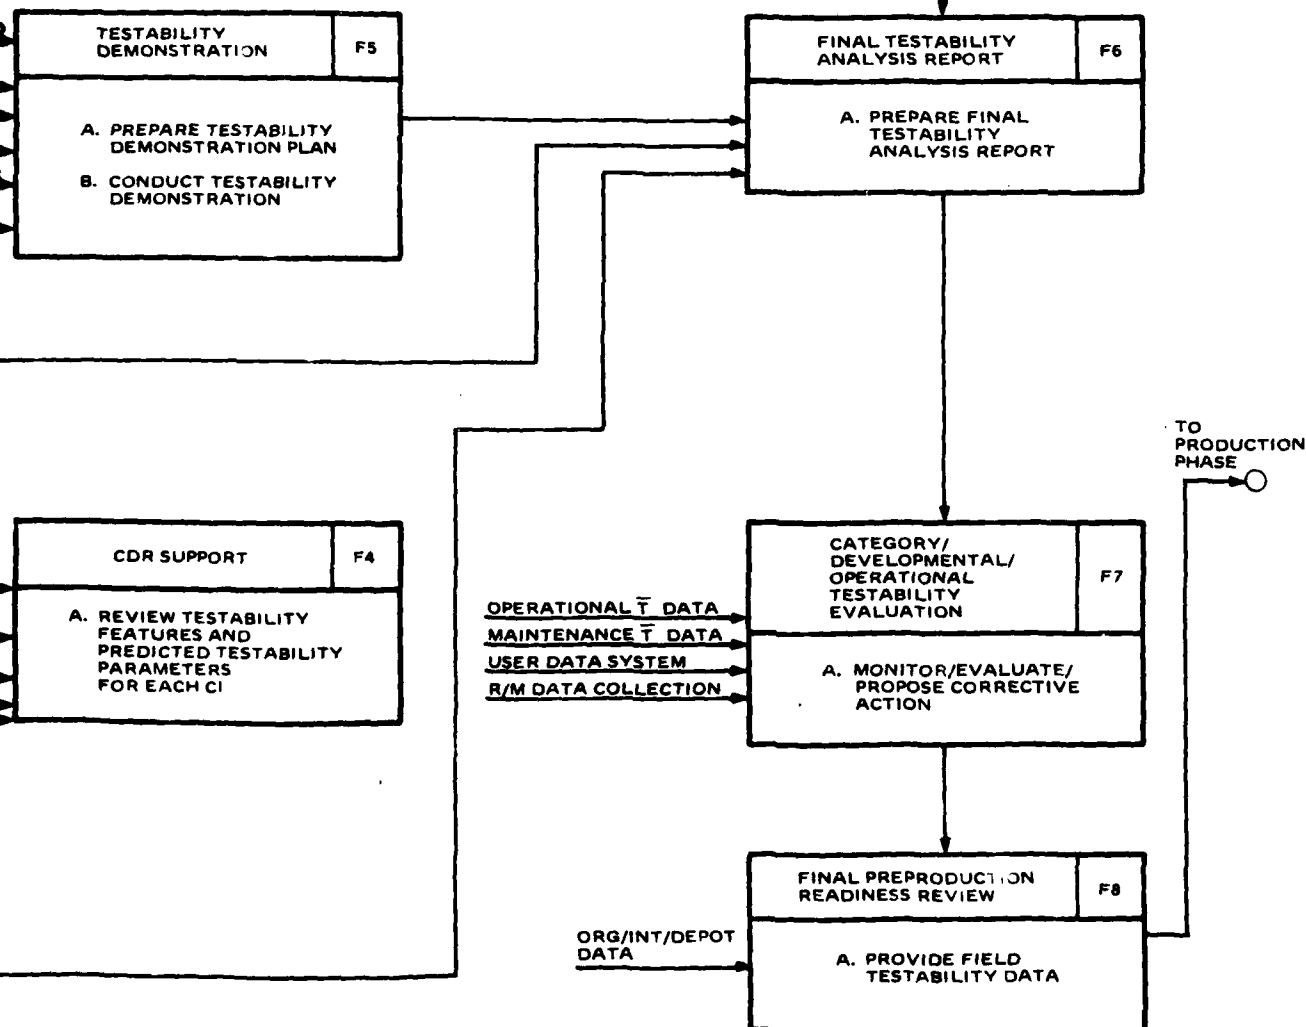 TESTABILITY
DEMONSTRATION
F5
A. PREPARE TESTABILITY
DEMONSTRATION PLAN
B. CONDUCT TESTABILITY
DEMONSTRATION
FINAL TESTABILITY
ANALYSIS REPORT
F6
A. PREPARE FINAL
TESTABILITY
ANALYSIS REPORT
TO
PRODUCTION
PHASE
CDR SUPPORT
F4
A. REVIEW TESTABILITY
FEATURES AND
PREDICTED TESTABILITY
PARAMETERS
FOR EACH CI
CATEGORY/
DEVELOPMENTAL/
OPERATIONAL
TESTABILITY
EVALUATION
F7
OPERATIONAL T̅ DATA
MAINTENANCE T̅ DATA
USER DATA SYSTEM
R/M DATA COLLECTION
A. MONITOR/EVALUATE/
PROPOSE CORRECTIVE
ACTION
FINAL PREPRODUCTION
READINESS REVIEW
F8
ORG/INT/DEPOT
DATA
A. PROVIDE FIELD
TESTABILITY DATA